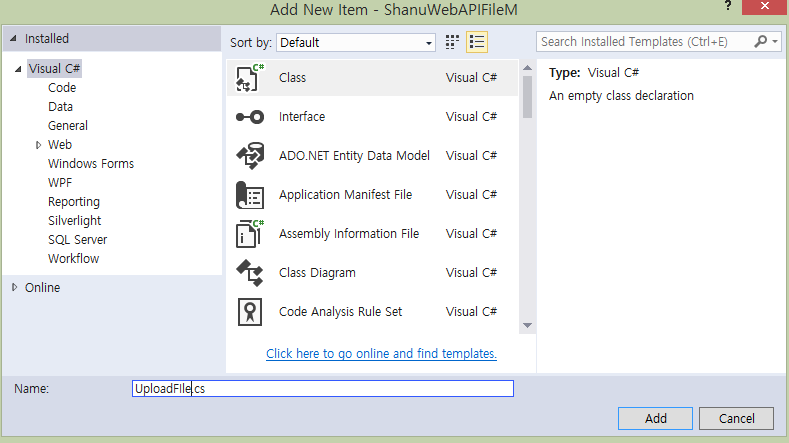 Add New Item - ShanuWebAPIFileM
?
Installed
Sort by: Default
Search Installed Templates (Ctrl+E)
Visual C#
Code
Data
General
Web
Windows Forms
WPF
Reporting
Silverlight
SQL Server
Workflow
Online
C# Class Visual C#
Interface Visual C#
ADO.NET Entity Data Model Visual C#
Application Manifest File Visual C#
C# Assembly Information File Visual C#
Class Diagram Visual C#
Code Analysis Rule Set Visual C#
Click here to go online and find templates.
Type: Visual C#
An empty class declaration
Name: UploadFIle.cs
Add Cancel